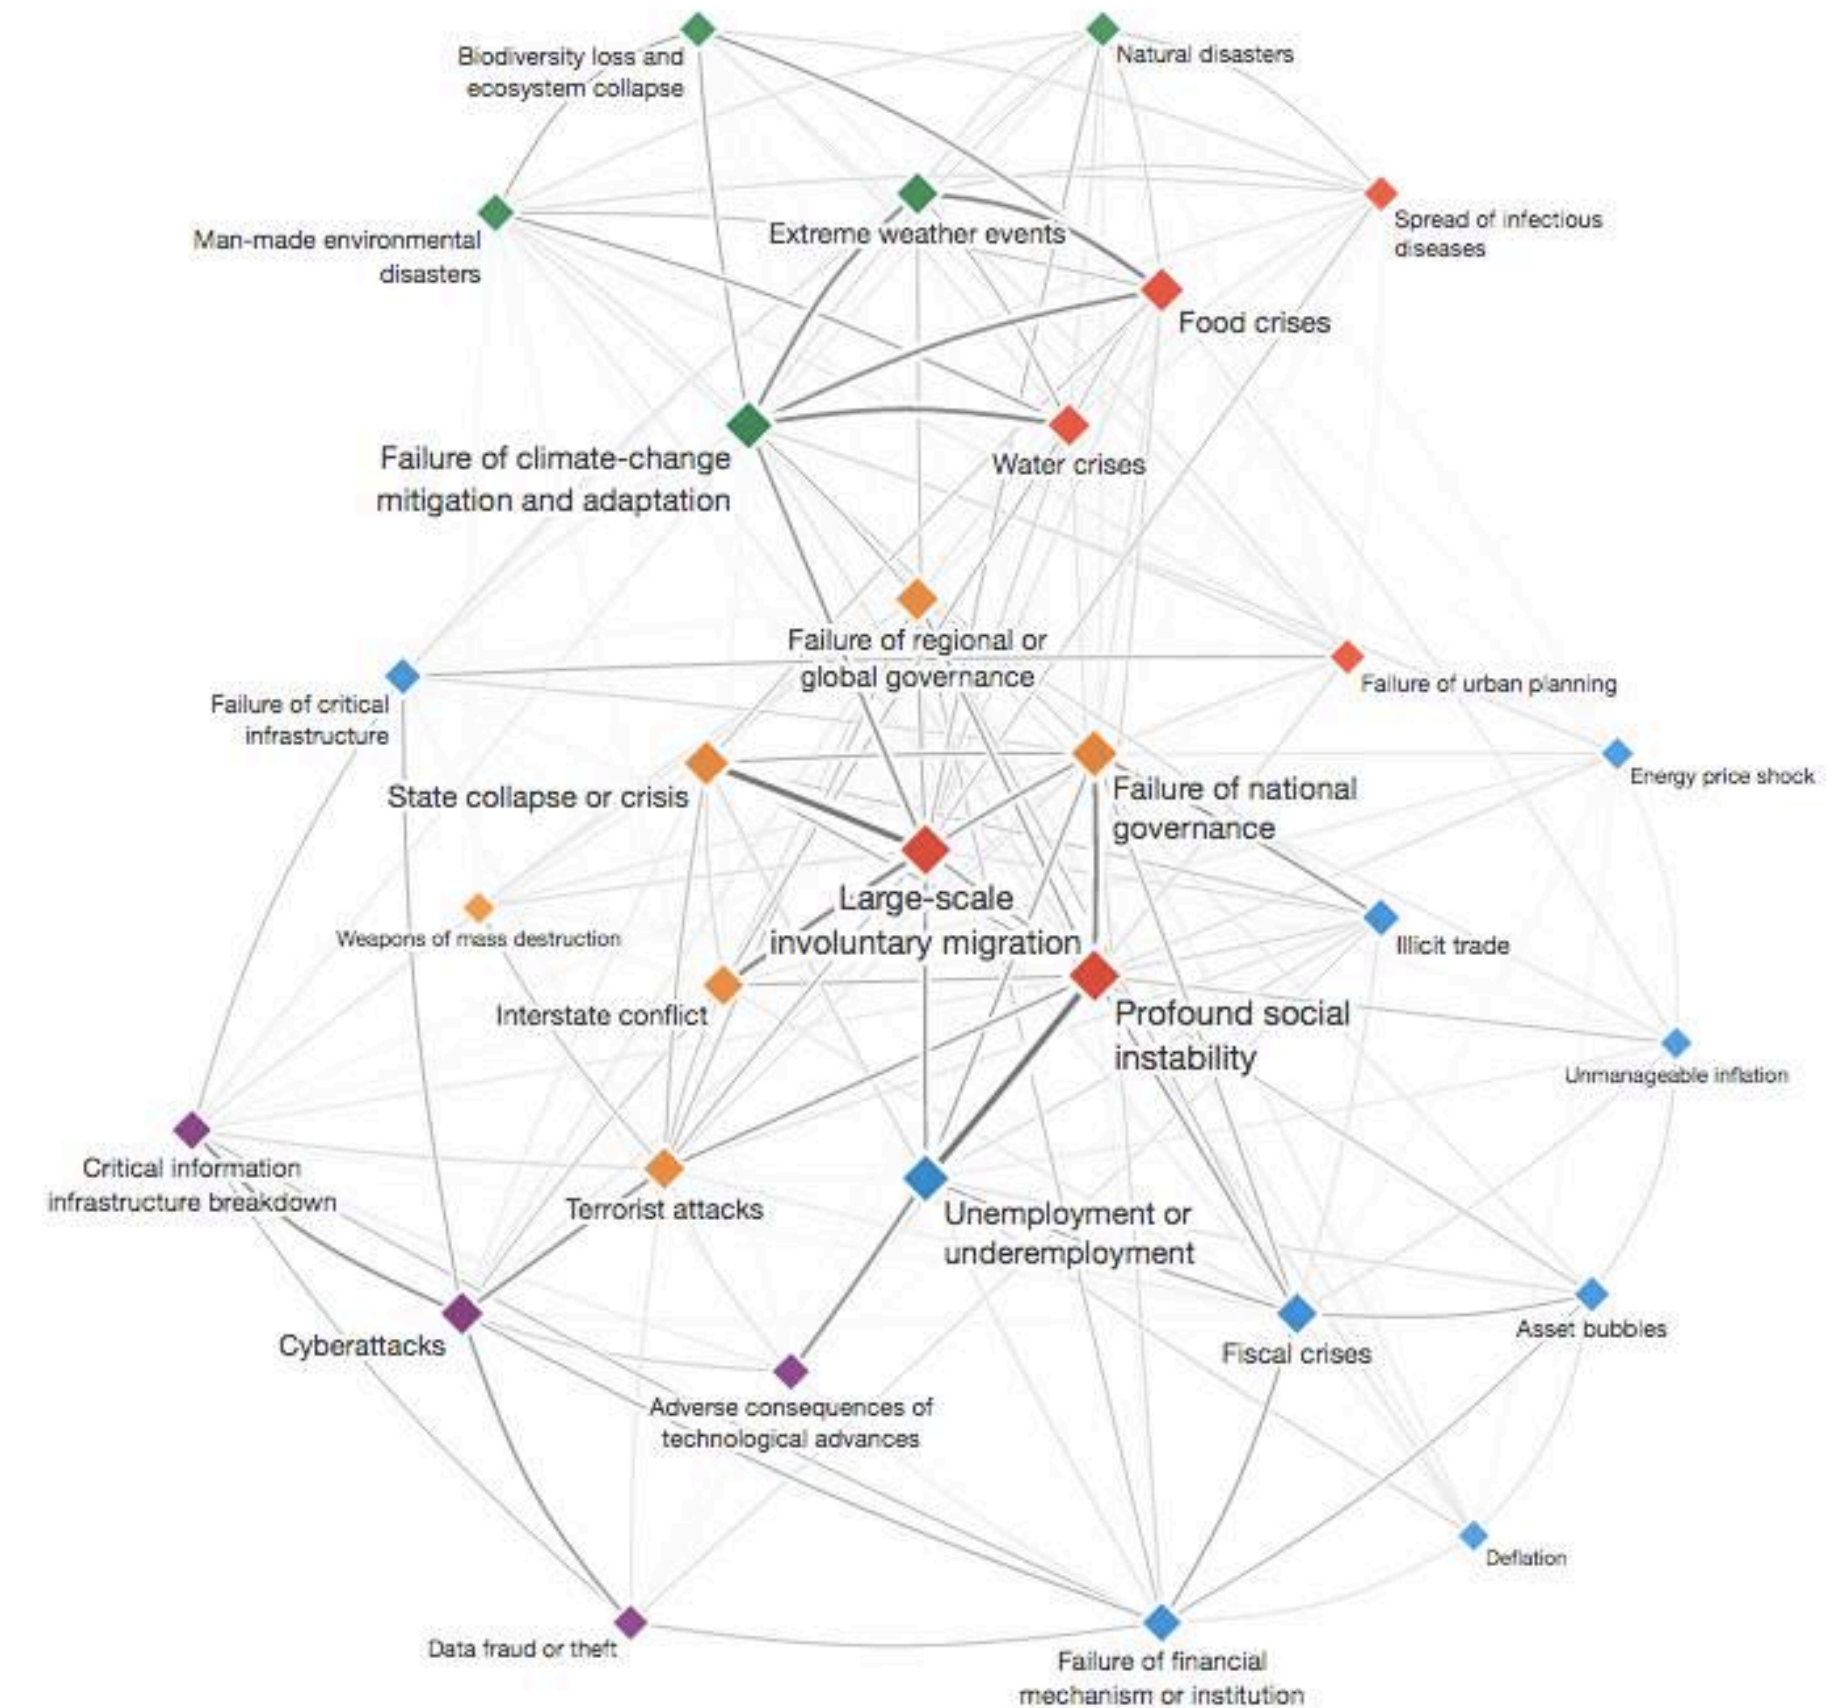 Biodiversity loss and
ecosystem collapse
Natural disasters
Man-made environmental
disasters
Extreme weather events
Spread of infectious
diseases
Food crises
Failure of climate-change
mitigation and adaptation
Water crises
Failure of regional or
global governance
Failure of critical
infrastructure
Failure of urban planning
State collapse or crisis
Failure of national
governance
Energy price shock
Large-scale
involuntary migration
Weapons of mass destruction
Illicit trade
Interstate conflict
Profound social
instability
Unmanageable inflation
Critical information
infrastructure breakdown
Terrorist attacks
Unemployment or
underemployment
Cyberattacks
Fiscal crises
Asset bubbles
Adverse consequences of
technological advances
Deflation
Data fraud or theft
Failure of financial
mechanism or institution